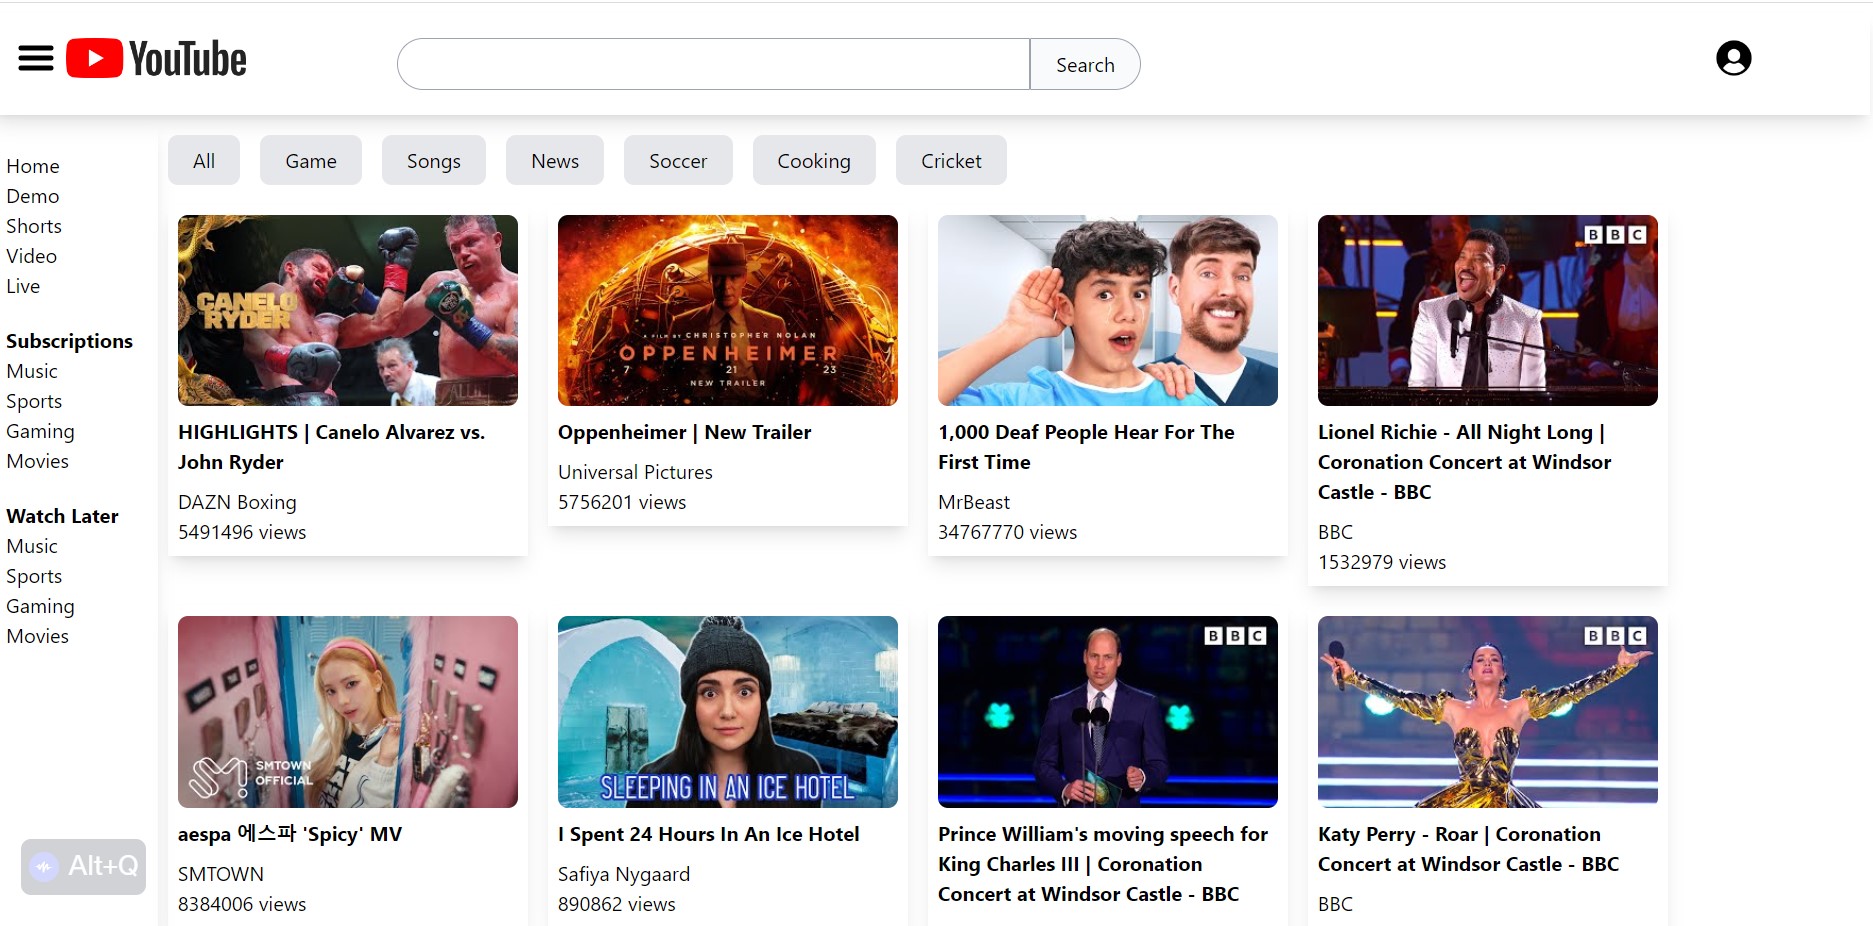 YouTube
Search
All
Game
Songs
News
Soccer
Cooking
Cricket
Home
Demo
Shorts
Video
Live
Subscriptions
Music
Sports
Gaming
Movies
Watch Later
Music
Sports
Gaming
Movies
Alt+Q
CANELO
RYDER
HIGHLIGHTS | Canelo Alvarez vs.
John Ryder
DAZN Boxing
5491496 views
A FILM BY CHRISTOPHER NOLAN
OPPENHEIMER
7 21 23
NEW TRAILER
Oppenheimer | New Trailer
Universal Pictures
5756201 views
1,000 Deaf People Hear For The
First Time
MrBeast
34767770 views
BBC
Lionel Richie - All Night Long |
Coronation Concert at Windsor
Castle - BBC
BBC
1532979 views
SMTOWN
OFFICIAL
aespa 에스파 'Spicy' MV
SMTOWN
8384006 views
SLEEPING IN AN ICE HOTEL
I Spent 24 Hours In An Ice Hotel
Safiya Nygaard
890862 views
BBC
Prince William's moving speech for
King Charles III | Coronation
Concert at Windsor Castle - BBC
BBC
Katy Perry - Roar | Coronation
Concert at Windsor Castle - BBC
BBC